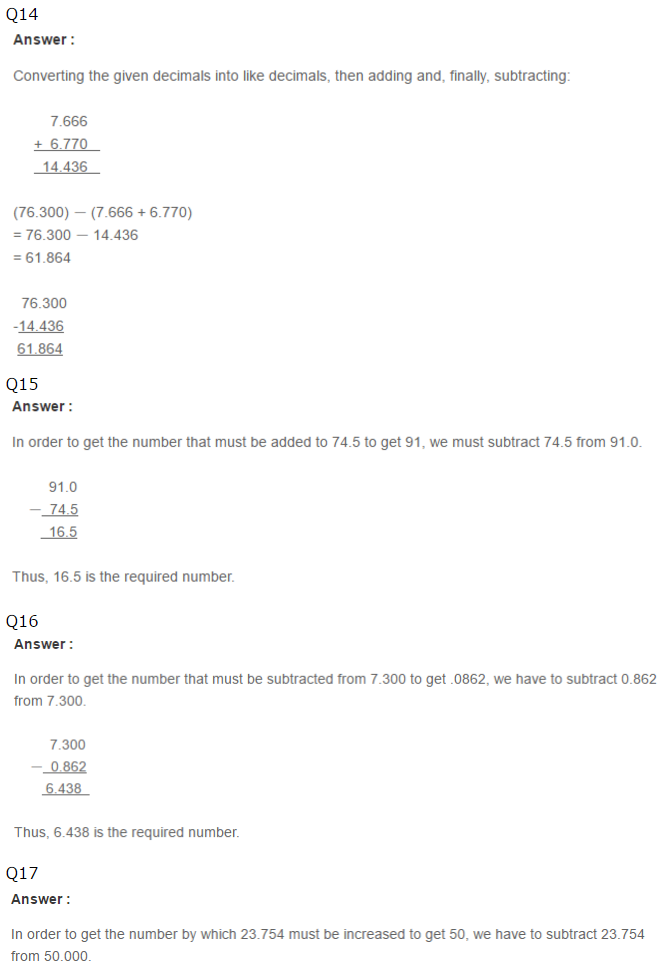 Q14
Answer :
Converting the given decimals into like decimals, then adding and, finally, subtracting:
7.666
+ 6.770
14.436
(76.300) — (7.666 + 6.770)
= 76.300 — 14.436
= 61.864
76.300
-14.436
61.864
Q15
Answer :
In order to get the number that must be added to 74.5 to get 91, we must subtract 74.5 from 91.0.
91.0
— 74.5
16.5
Thus, 16.5 is the required number.
Q16
Answer :
In order to get the number that must be subtracted from 7.300 to get .0862, we have to subtract 0.862
from 7.300.
7.300
— 0.862
6.438
Thus, 6.438 is the required number.
Q17
Answer :
In order to get the number by which 23.754 must be increased to get 50, we have to subtract 23.754
from 50.000.